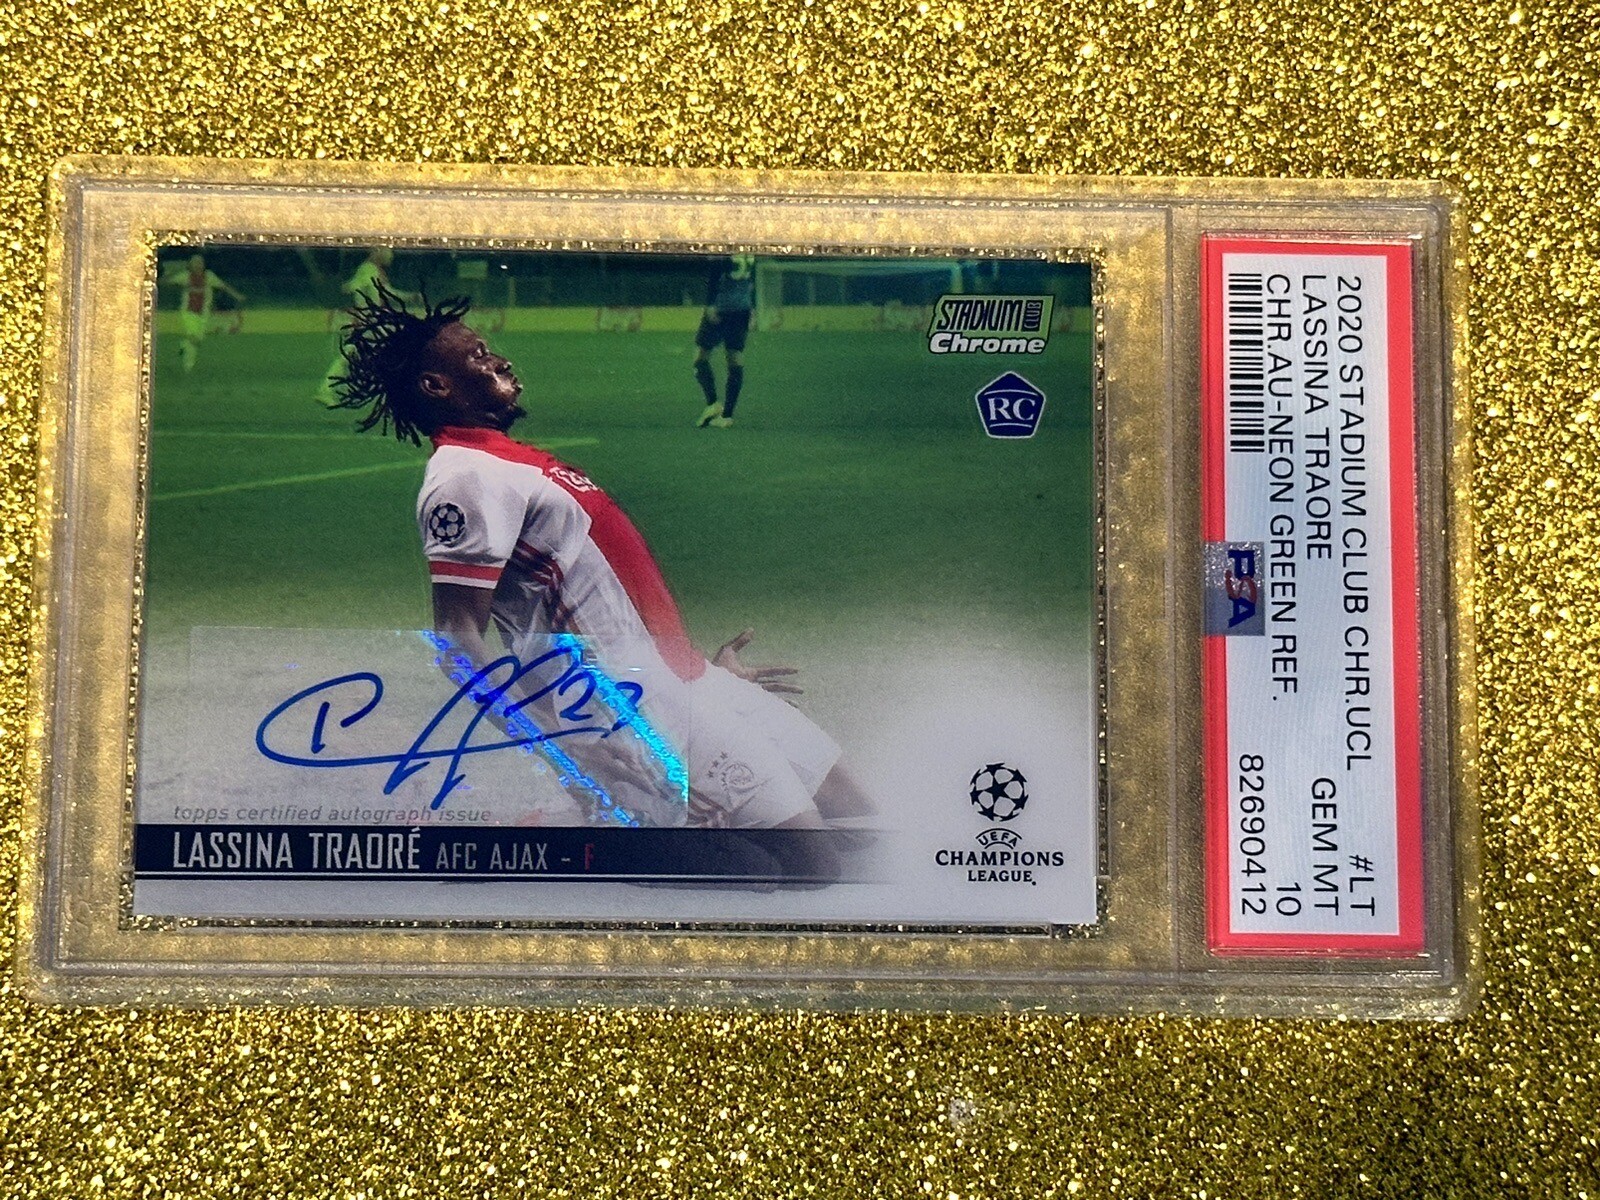 STADIUM CLUB
Chrome
RC
topps certified autograph issue
LASSINA TRAORÉ AFC AJAX - F
UEFA
CHAMPIONS
LEAGUE.
2020 STADIUM CLUB CHR.UCL #LT
LASSINA TRAORE GEM MT
CHR.AU-NEON GREEN REF. 10
PSA 82690412